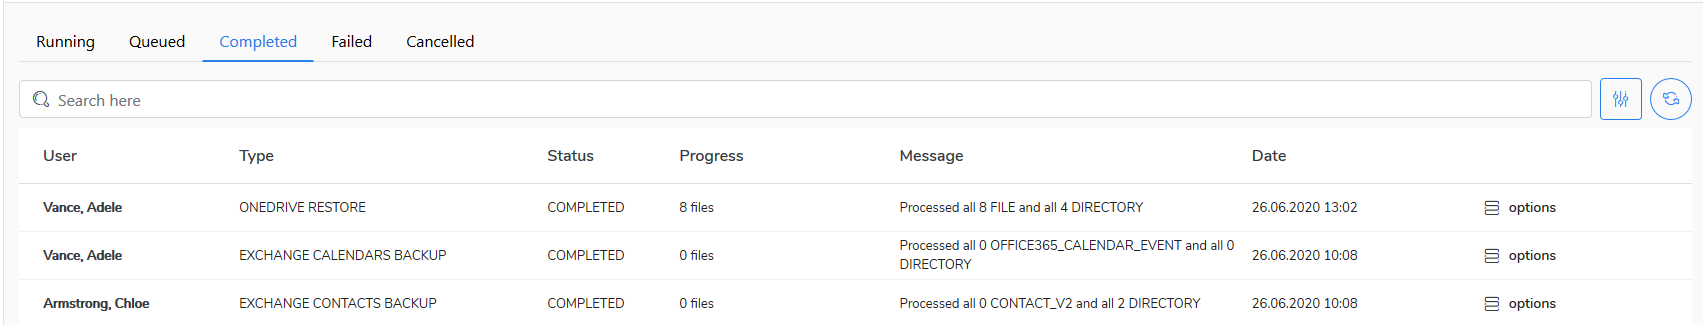 Running Queued Completed Failed Cancelled
Search here
User Type Status Progress Message Date
Vance, Adele ONEDRIVE RESTORE COMPLETED 8 files Processed all 8 FILE and all 4 DIRECTORY 26.06.2020 13:02 options
Vance, Adele EXCHANGE CALENDARS BACKUP COMPLETED 0 files Processed all 0 OFFICE365_CALENDAR_EVENT and all 0
DIRECTORY 26.06.2020 10:08 options
Armstrong, Chloe EXCHANGE CONTACTS BACKUP COMPLETED 0 files Processed all 0 CONTACT_V2 and all 2 DIRECTORY 26.06.2020 10:08 options